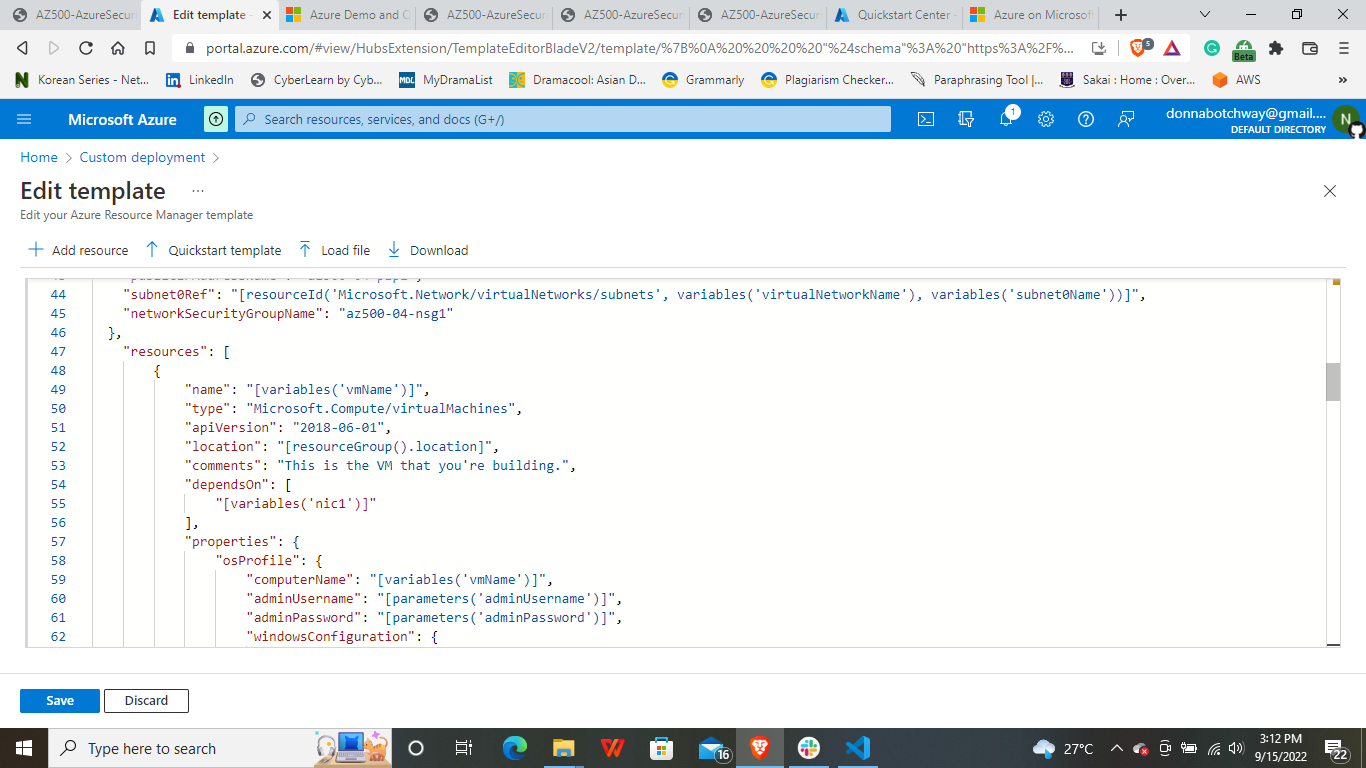 AZ500-AzureSecur
Edit template -
Azure Demo and C
AZ500-AzureSecur
AZ500-AzureSecur
AZ500-AzureSecur
Quickstart Center -
Azure on Microsof
portal.azure.com/#view/HubsExtension/TemplateEditorBladeV2/template/%7B%0A%20%20%20%20"%24schema"%3A%20"https%3A%2F%...
5
Beta
Korean Series - Net...
LinkedIn
CyberLearn by Cyb...
MDL MyDramaList
Dramacool: Asian D...
Grammarly
Plagiarism Checker...
Paraphrasing Tool |...
Sakai : Home : Over...
AWS
»
Microsoft Azure
Search resources, services, and docs (G+/)
1
donnabotchway@gmail....
DEFAULT DIRECTORY
N
Home > Custom deployment >
Edit template ...
Edit your Azure Resource Manager template
Add resource
Quickstart template
Load file
Download
44 "subnet0Ref": "[resourceId('Microsoft.Network/virtualNetworks/subnets', variables('virtualNetworkName'), variables('subnet0Name'))]",
45 "networkSecurityGroupName": "az500-04-nsg1"
46 },
47 "resources": [
48 {
49 "name": "[variables('vmName')]",
50 "type": "Microsoft.Compute/virtualMachines",
51 "apiVersion": "2018-06-01",
52 "location": "[resourceGroup().location]",
53 "comments": "This is the VM that you're building.",
54 "dependsOn": [
55 "[variables('nic1')]"
56 ],
57 "properties": {
58 "osProfile": {
59 "computerName": "[variables('vmName')]",
60 "adminUsername": "[parameters('adminUsername')]",
61 "adminPassword": "[parameters('adminPassword')]",
62 "windowsConfiguration": {
Save
Discard
Type here to search
16
27°C
3:12 PM
9/15/2022
22